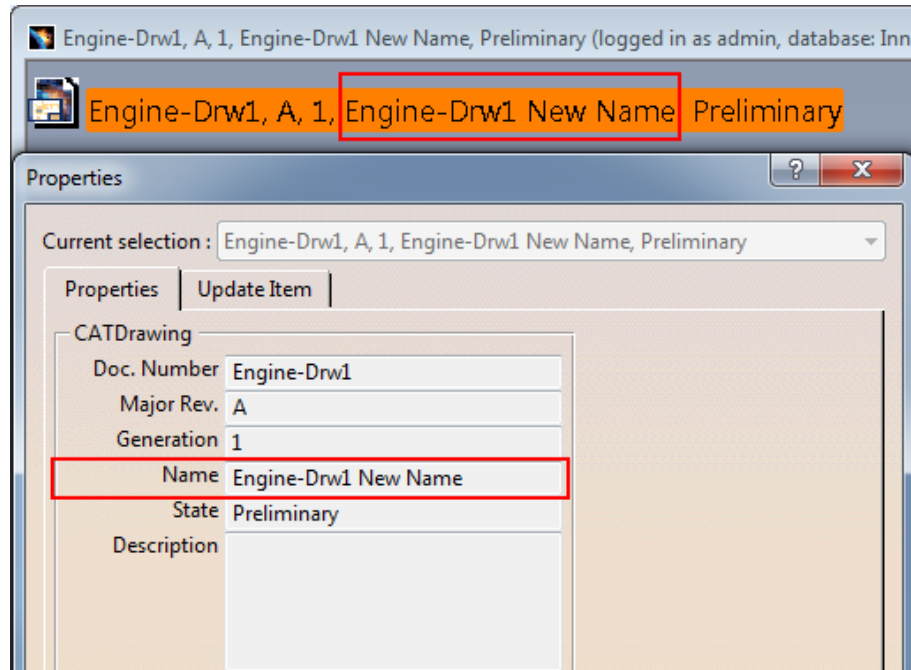 Engine-Drw1, A, 1, Engine-Drw1 New Name, Preliminary (logged in as admin, database: Inn
Engine-Drw1, A, 1, Engine-Drw1 New Name, Preliminary
Properties
Current selection : Engine-Drw1, A, 1, Engine-Drw1 New Name, Preliminary
Properties Update Item
CATDrawing
Doc. Number Engine-Drw1
Major Rev. A
Generation 1
Name Engine-Drw1 New Name
State Preliminary
Description